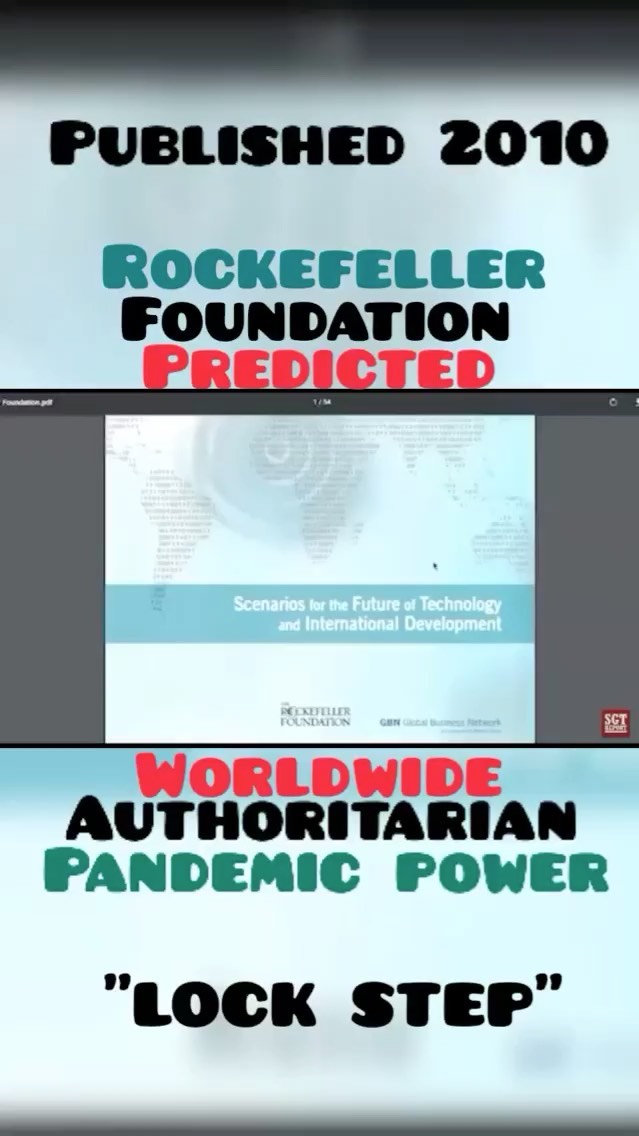 PUBLISHED 2010
ROCKEFELLER
FOUNDATION
PREDICTED
Foundation.pdf
1 / 54
Scenarios for the Future of Technology
and International Development
THE
ROCKEFELLER
FOUNDATION
GBN Global Business Network
SGT
REPORT
WORLDWIDE
AUTHORITARIAN
PANDEMIC POWER
"LOCK STEP"